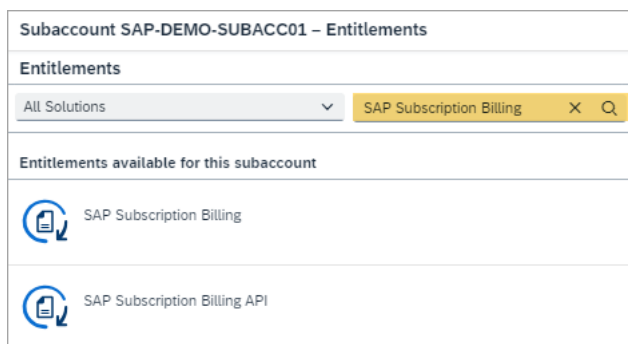 Subaccount SAP-DEMO-SUBACC01 – Entitlements
Entitlements
All Solutions
SAP Subscription Billing
Entitlements available for this subaccount
SAP Subscription Billing
SAP Subscription Billing API